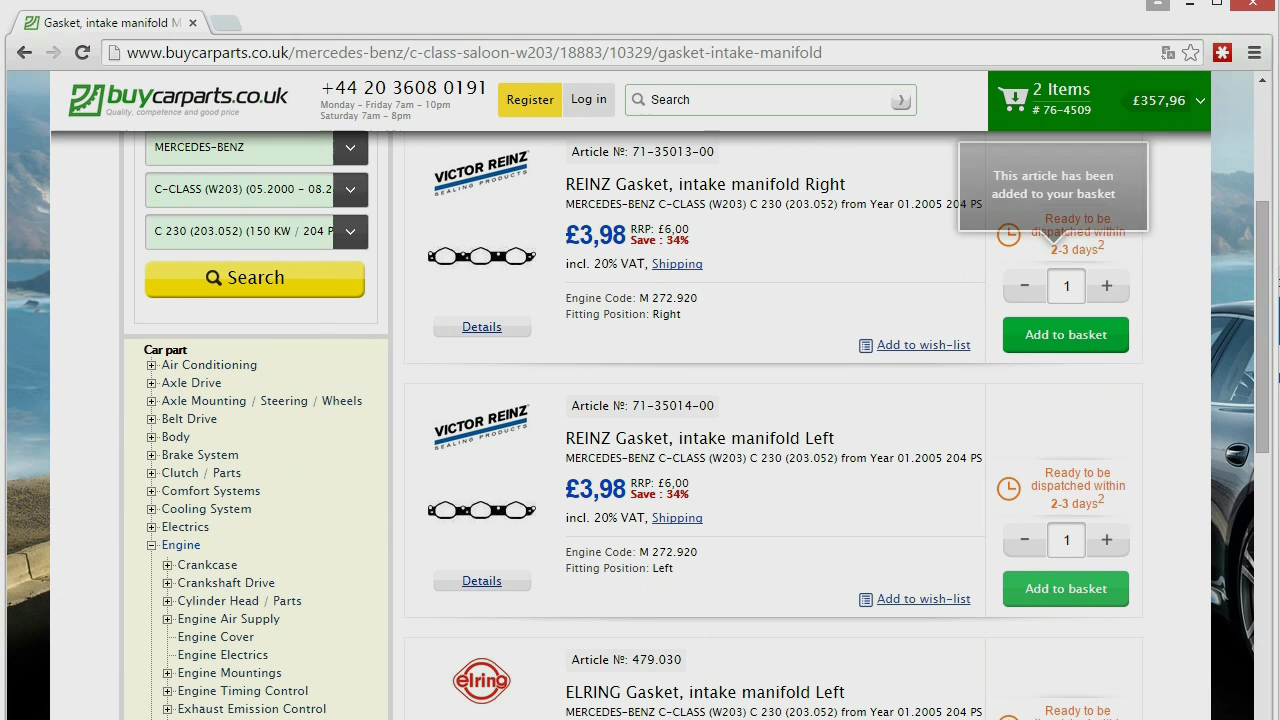 Gasket, intake manifold M
www.buycarparts.co.uk/mercedes-benz/c-class-saloon-w203/18883/10329/gasket-intake-manifold
buycarparts.co.uk
Quality, competence and good price
+44 20 3608 0191
Monday - Friday 7am - 10pm
Saturday 7am - 8pm
Register
Log in
Search
2 Items
# 76-4509
£357,96
MERCEDES-BENZ
C-CLASS (W203) (05.2000 - 08.2
C 230 (203.052) (150 KW / 204 P
Search
Car part
Air Conditioning
Axle Drive
Axle Mounting / Steering / Wheels
Belt Drive
Body
Brake System
Clutch / Parts
Comfort Systems
Cooling System
Electrics
Engine
Crankcase
Crankshaft Drive
Cylinder Head / Parts
Engine Air Supply
Engine Cover
Engine Electrics
Engine Mountings
Engine Timing Control
Exhaust Emission Control
VICTOR REINZ
SEALING PRODUCTS
Details
Article №: 71-35013-00
REINZ Gasket, intake manifold Right
MERCEDES-BENZ C-CLASS (W203) C 230 (203.052) from Year 01.2005 204 PS
£3,98 RRP: £6,00
Save : 34%
incl. 20% VAT, Shipping
Engine Code: M 272.920
Fitting Position: Right
Add to wish-list
This article has been
added to your basket
Ready to be
dispatched within
2-3 days2
- 1 +
Add to basket
VICTOR REINZ
SEALING PRODUCTS
Details
Article №: 71-35014-00
REINZ Gasket, intake manifold Left
MERCEDES-BENZ C-CLASS (W203) C 230 (203.052) from Year 01.2005 204 PS
£3,98 RRP: £6,00
Save : 34%
incl. 20% VAT, Shipping
Engine Code: M 272.920
Fitting Position: Left
Add to wish-list
Ready to be
dispatched within
2-3 days2
- 1 +
Add to basket
elring
Article №: 479.030
ELRING Gasket, intake manifold Left
MERCEDES-BENZ C-CLASS (W203) C 230 (203.052) from Year 01.2005 204 PS
Ready to be